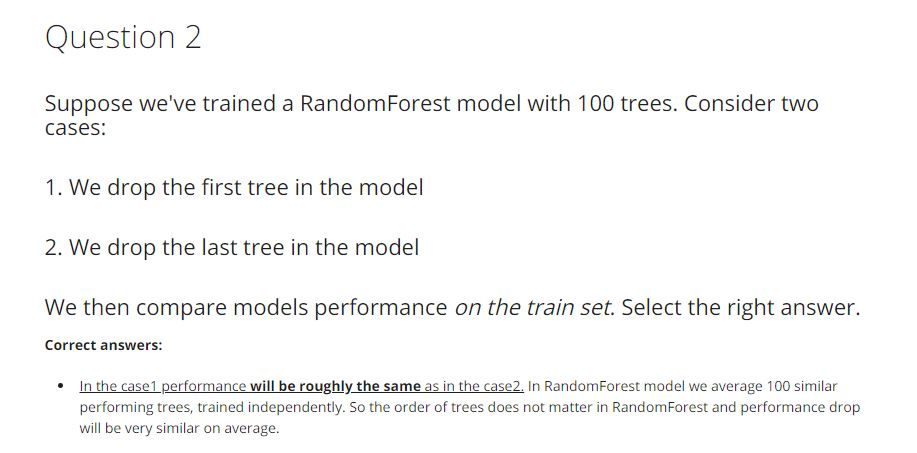 Question 2
Suppose we've trained a RandomForest model with 100 trees. Consider two
cases:
1. We drop the first tree in the model
2. We drop the last tree in the model
We then compare models performance on the train set. Select the right answer.
Correct answers:
• In the case1 performance will be roughly the same as in the case2. In RandomForest model we average 100 similar
performing trees, trained independently. So the order of trees does not matter in RandomForest and performance drop
will be very similar on average.